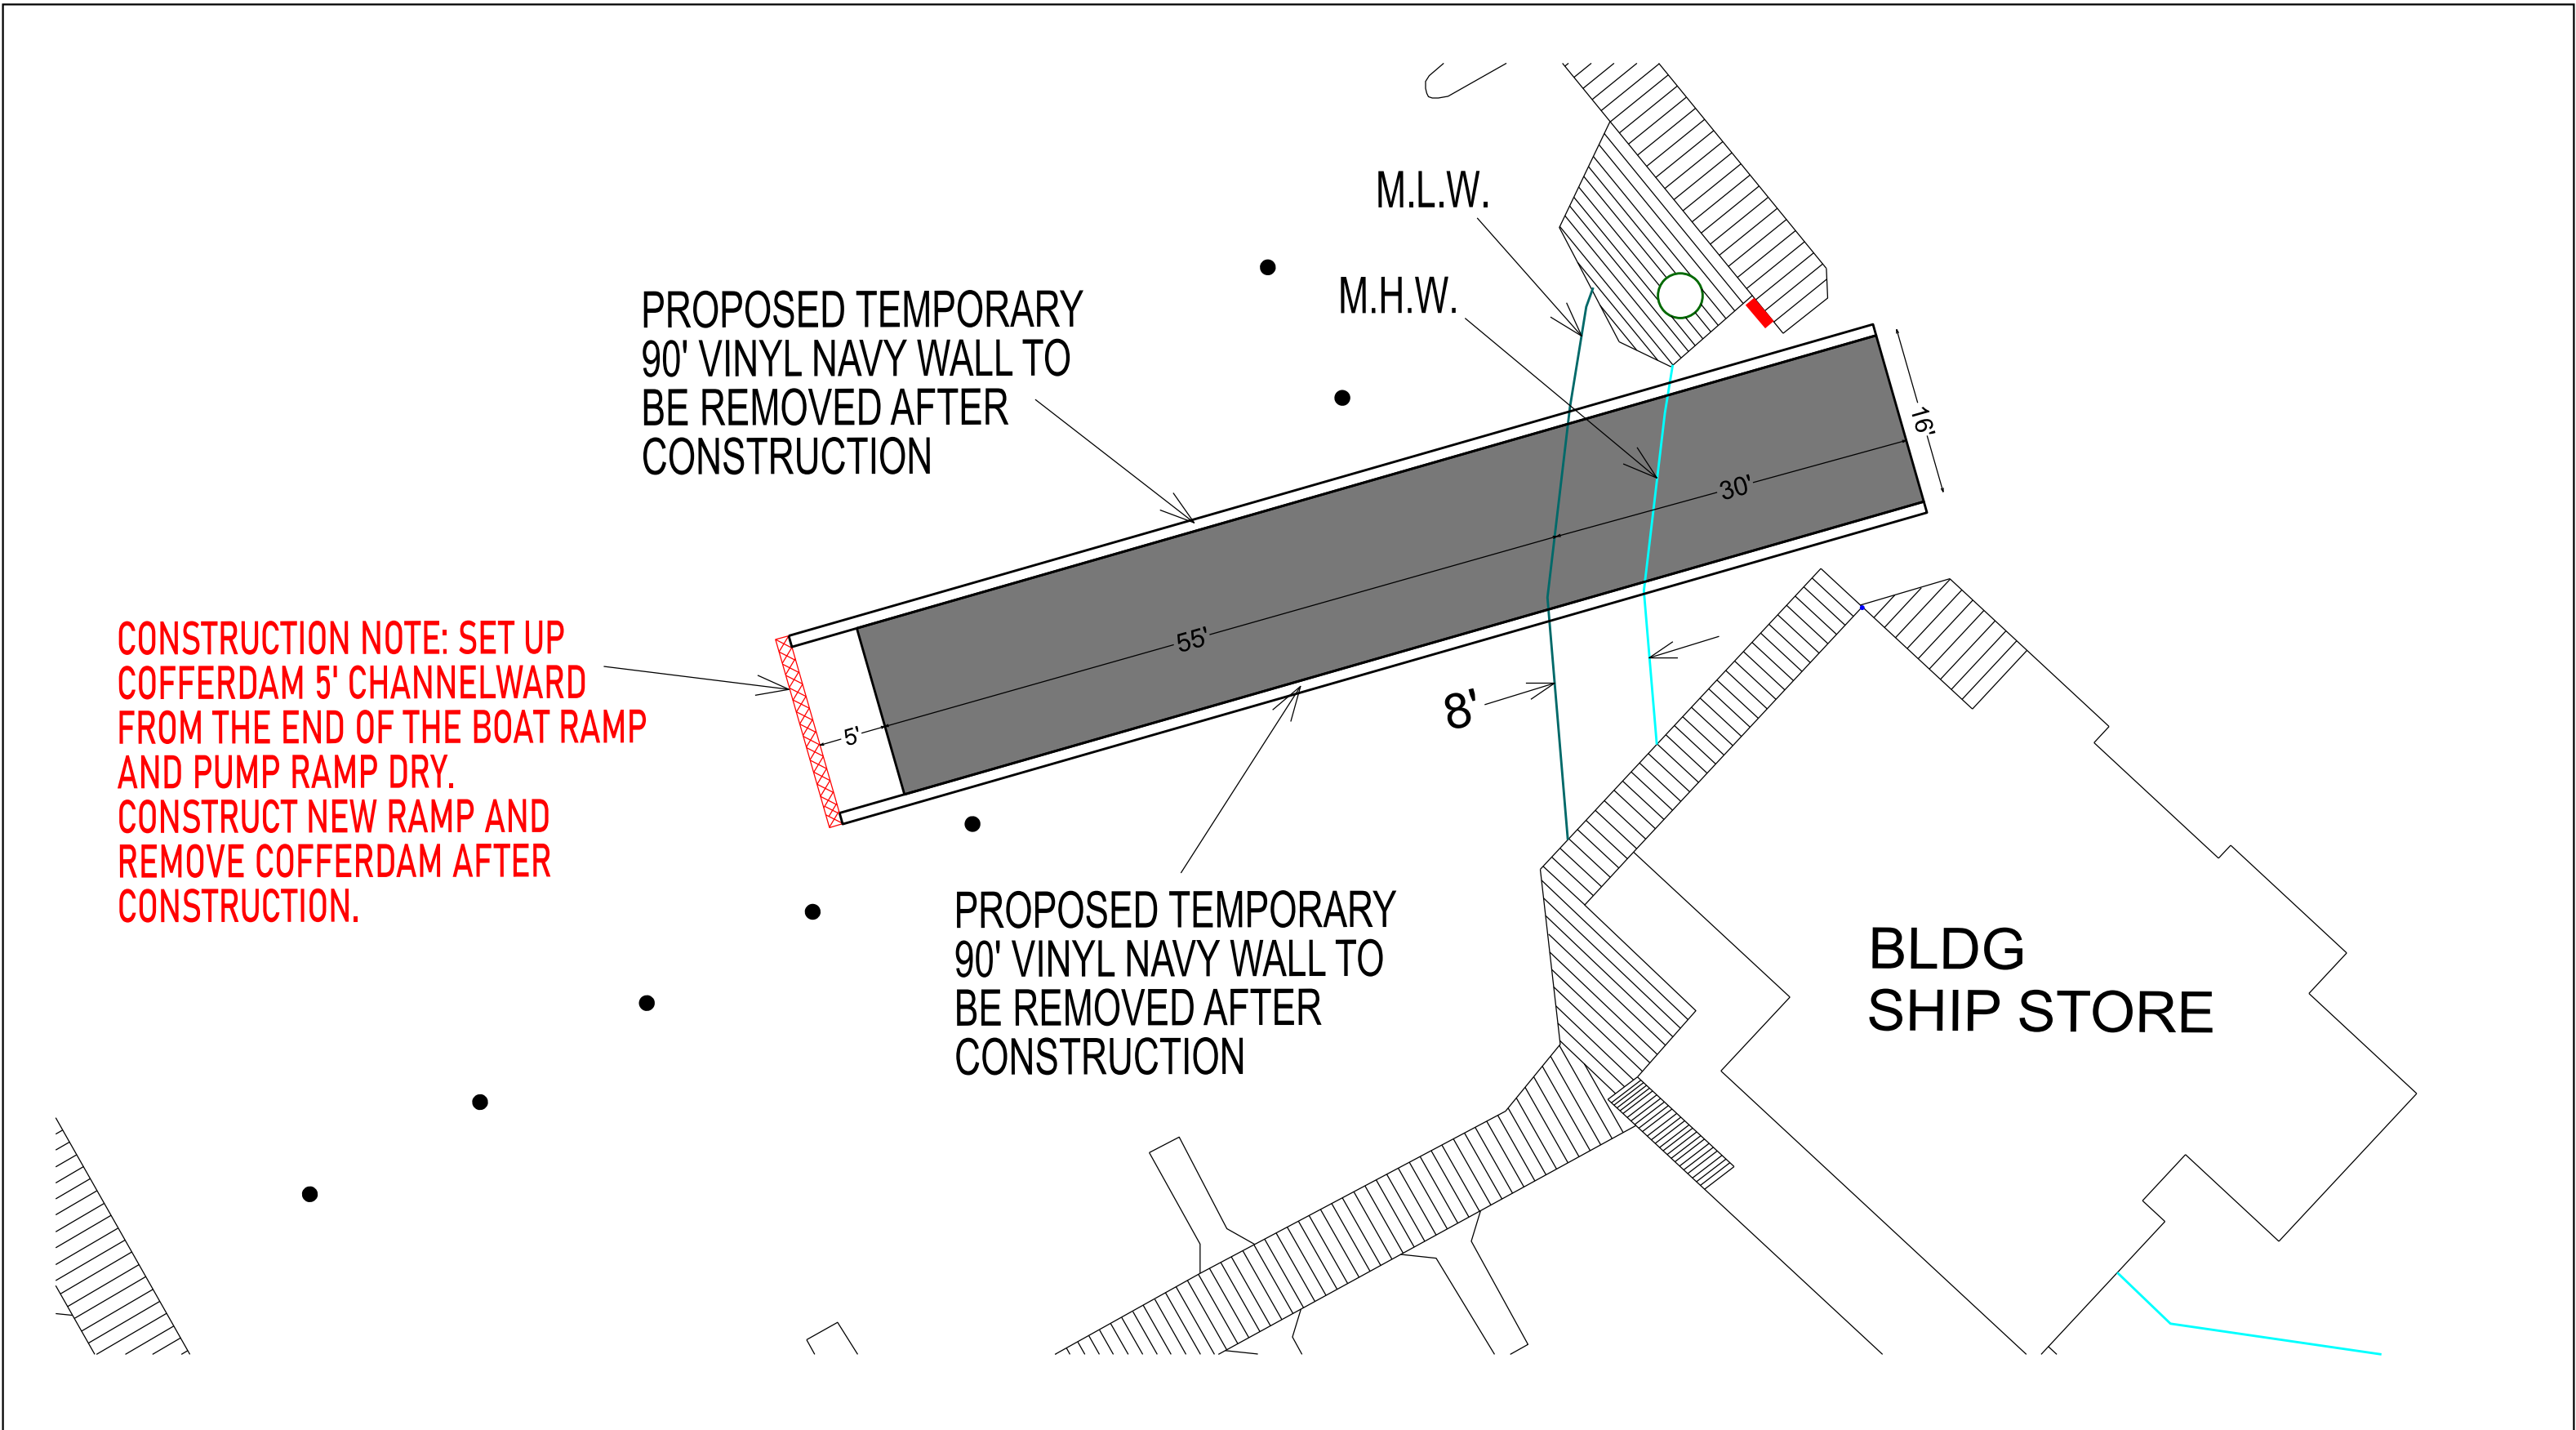 M.L.W.
M.H.W.
PROPOSED TEMPORARY
90' VINYL NAVY WALL TO
BE REMOVED AFTER
CONSTRUCTION
16'
30'
55'
5'
8'
CONSTRUCTION NOTE: SET UP
COFFERDAM 5' CHANNELWARD
FROM THE END OF THE BOAT RAMP
AND PUMP RAMP DRY.
CONSTRUCT NEW RAMP AND
REMOVE COFFERDAM AFTER
CONSTRUCTION.
PROPOSED TEMPORARY
90' VINYL NAVY WALL TO
BE REMOVED AFTER
CONSTRUCTION
BLDG
SHIP STORE